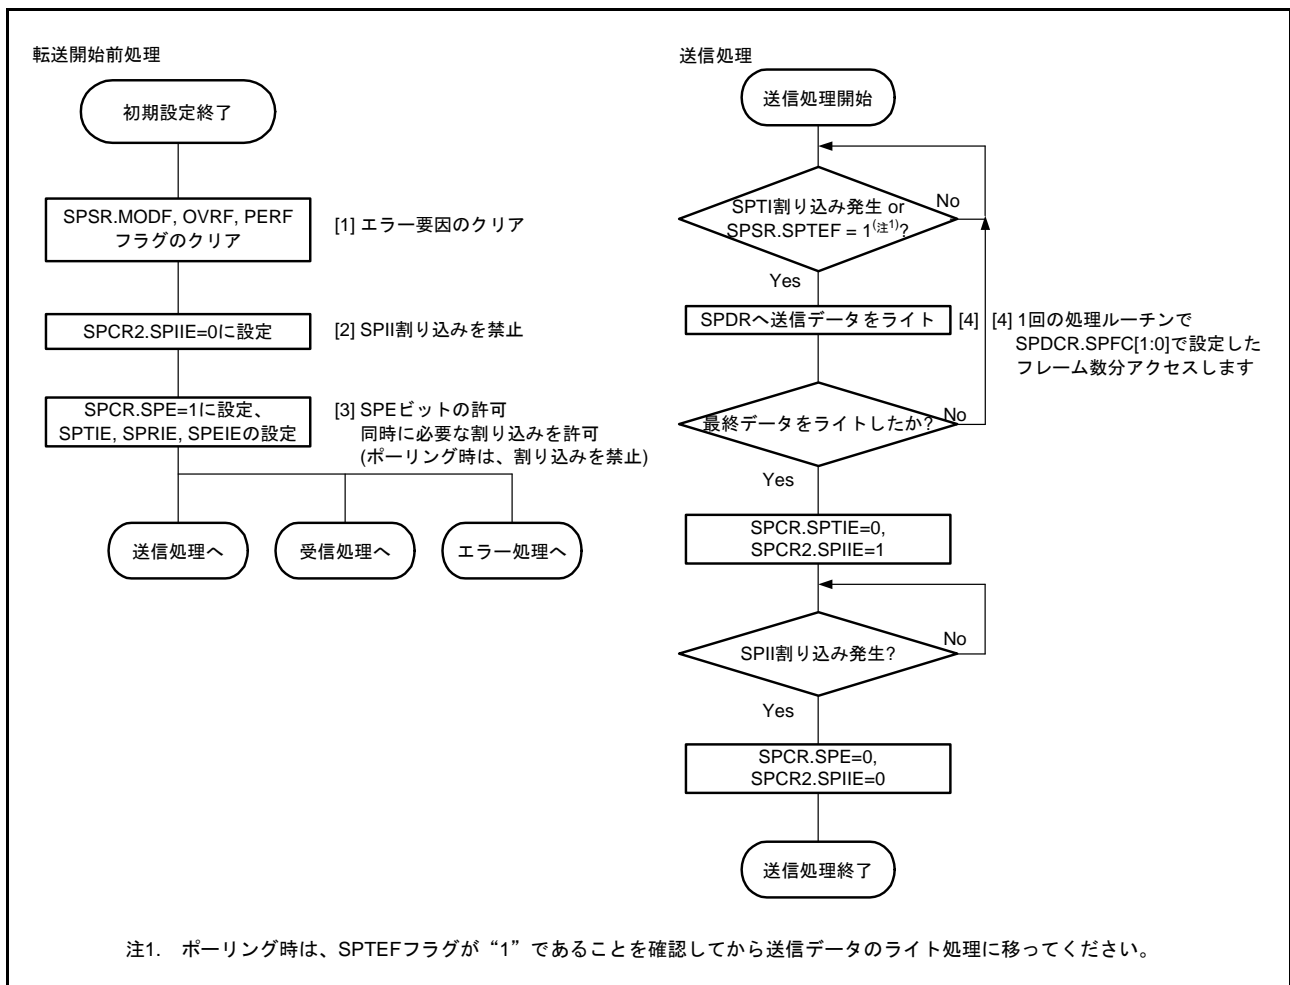 転送開始前処理
初期設定終了
SPSR.MODF, OVRF, PERF
フラグのクリア
[1] エラー要因のクリア
SPCR2.SPIIE=0に設定
[2] SPII割り込みを禁止
SPCR.SPE=1に設定、
SPTIE, SPRIE, SPEIEの設定
[3] SPEビットの許可
同時に必要な割り込みを許可
(ポーリング時は、割り込みを禁止)
送信処理へ
受信処理へ
エラー処理へ
送信処理
送信処理開始
SPTI割り込み発生 or
SPSR.SPTEF = 1(注1)?
No
Yes
SPDRへ送信データをライト
[4]
[4] 1回の処理ルーチンで
SPDCR.SPFC[1:0]で設定した
フレーム数分アクセスします
最終データをライトしたか?
No
Yes
SPCR.SPTIE=0,
SPCR2.SPIIE=1
SPII割り込み発生?
No
Yes
SPCR.SPE=0,
SPCR2.SPIIE=0
送信処理終了
注1. ポーリング時は、SPTEFフラグが“1”であることを確認してから送信データのライト処理に移ってください。